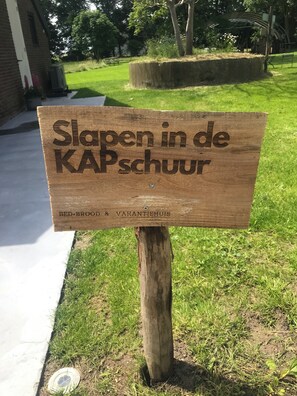 Slapen in de
KAPschuur
BED-BROOD & VAKANTIEHUIS